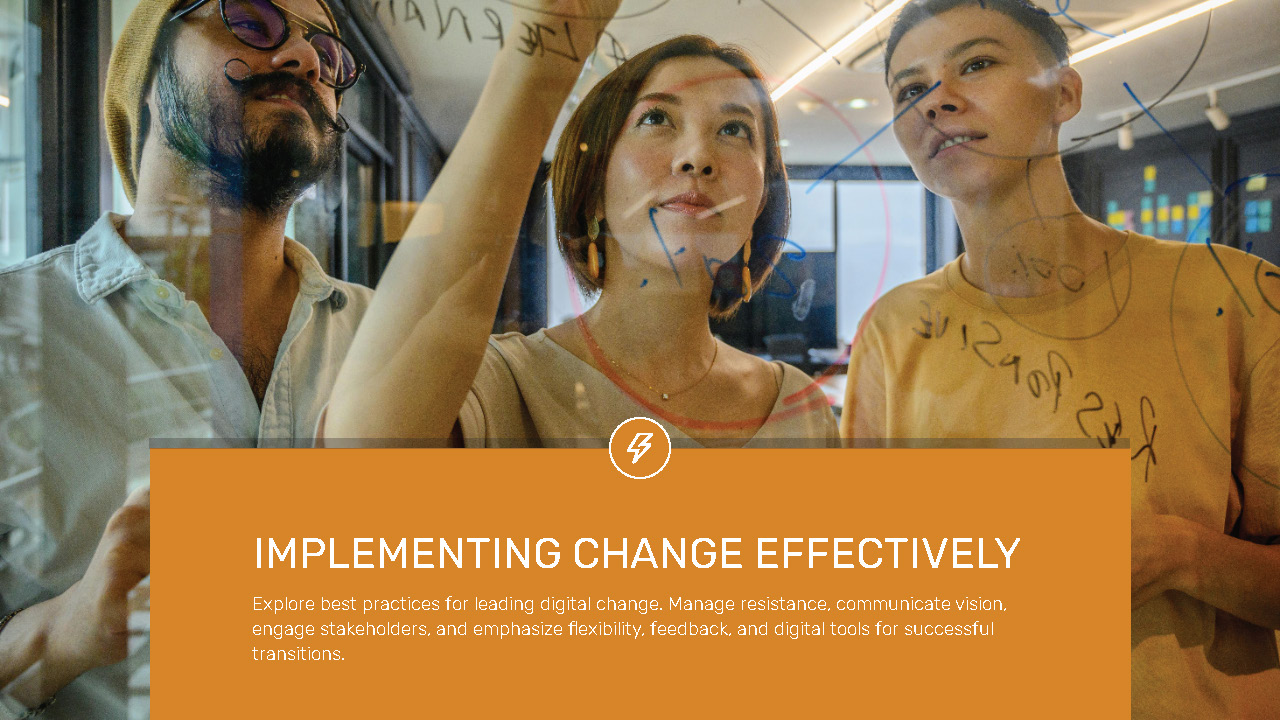 IMPLEMENTING CHANGE EFFECTIVELY
Explore best practices for leading digital change. Manage resistance, communicate vision,
engage stakeholders, and emphasize flexibility, feedback, and digital tools for successful
transitions.